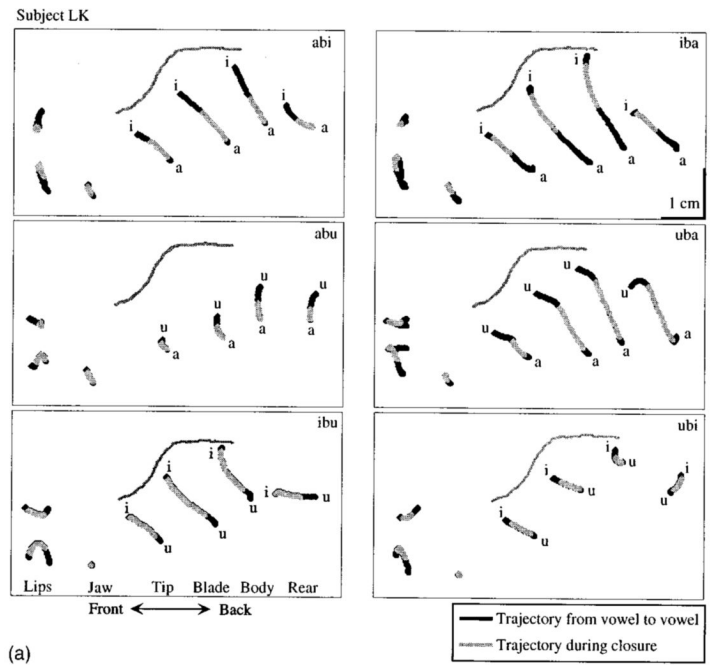 Subject LK
abi
i
i
i
i
a
a
a
a
iba
i
i
i
i
a
a
a
a
1 cm
abu
u
u
u
u
a
a
a
a
uba
u
u
u
u
a
a
a
a
ibu
i
i
i
i
u
u
u
u
ubi
i
i
i
i
u
u
u
u
Lips Jaw Tip Blade Body Rear
Front Back
Trajectory from vowel to vowel
Trajectory during closure
(a)